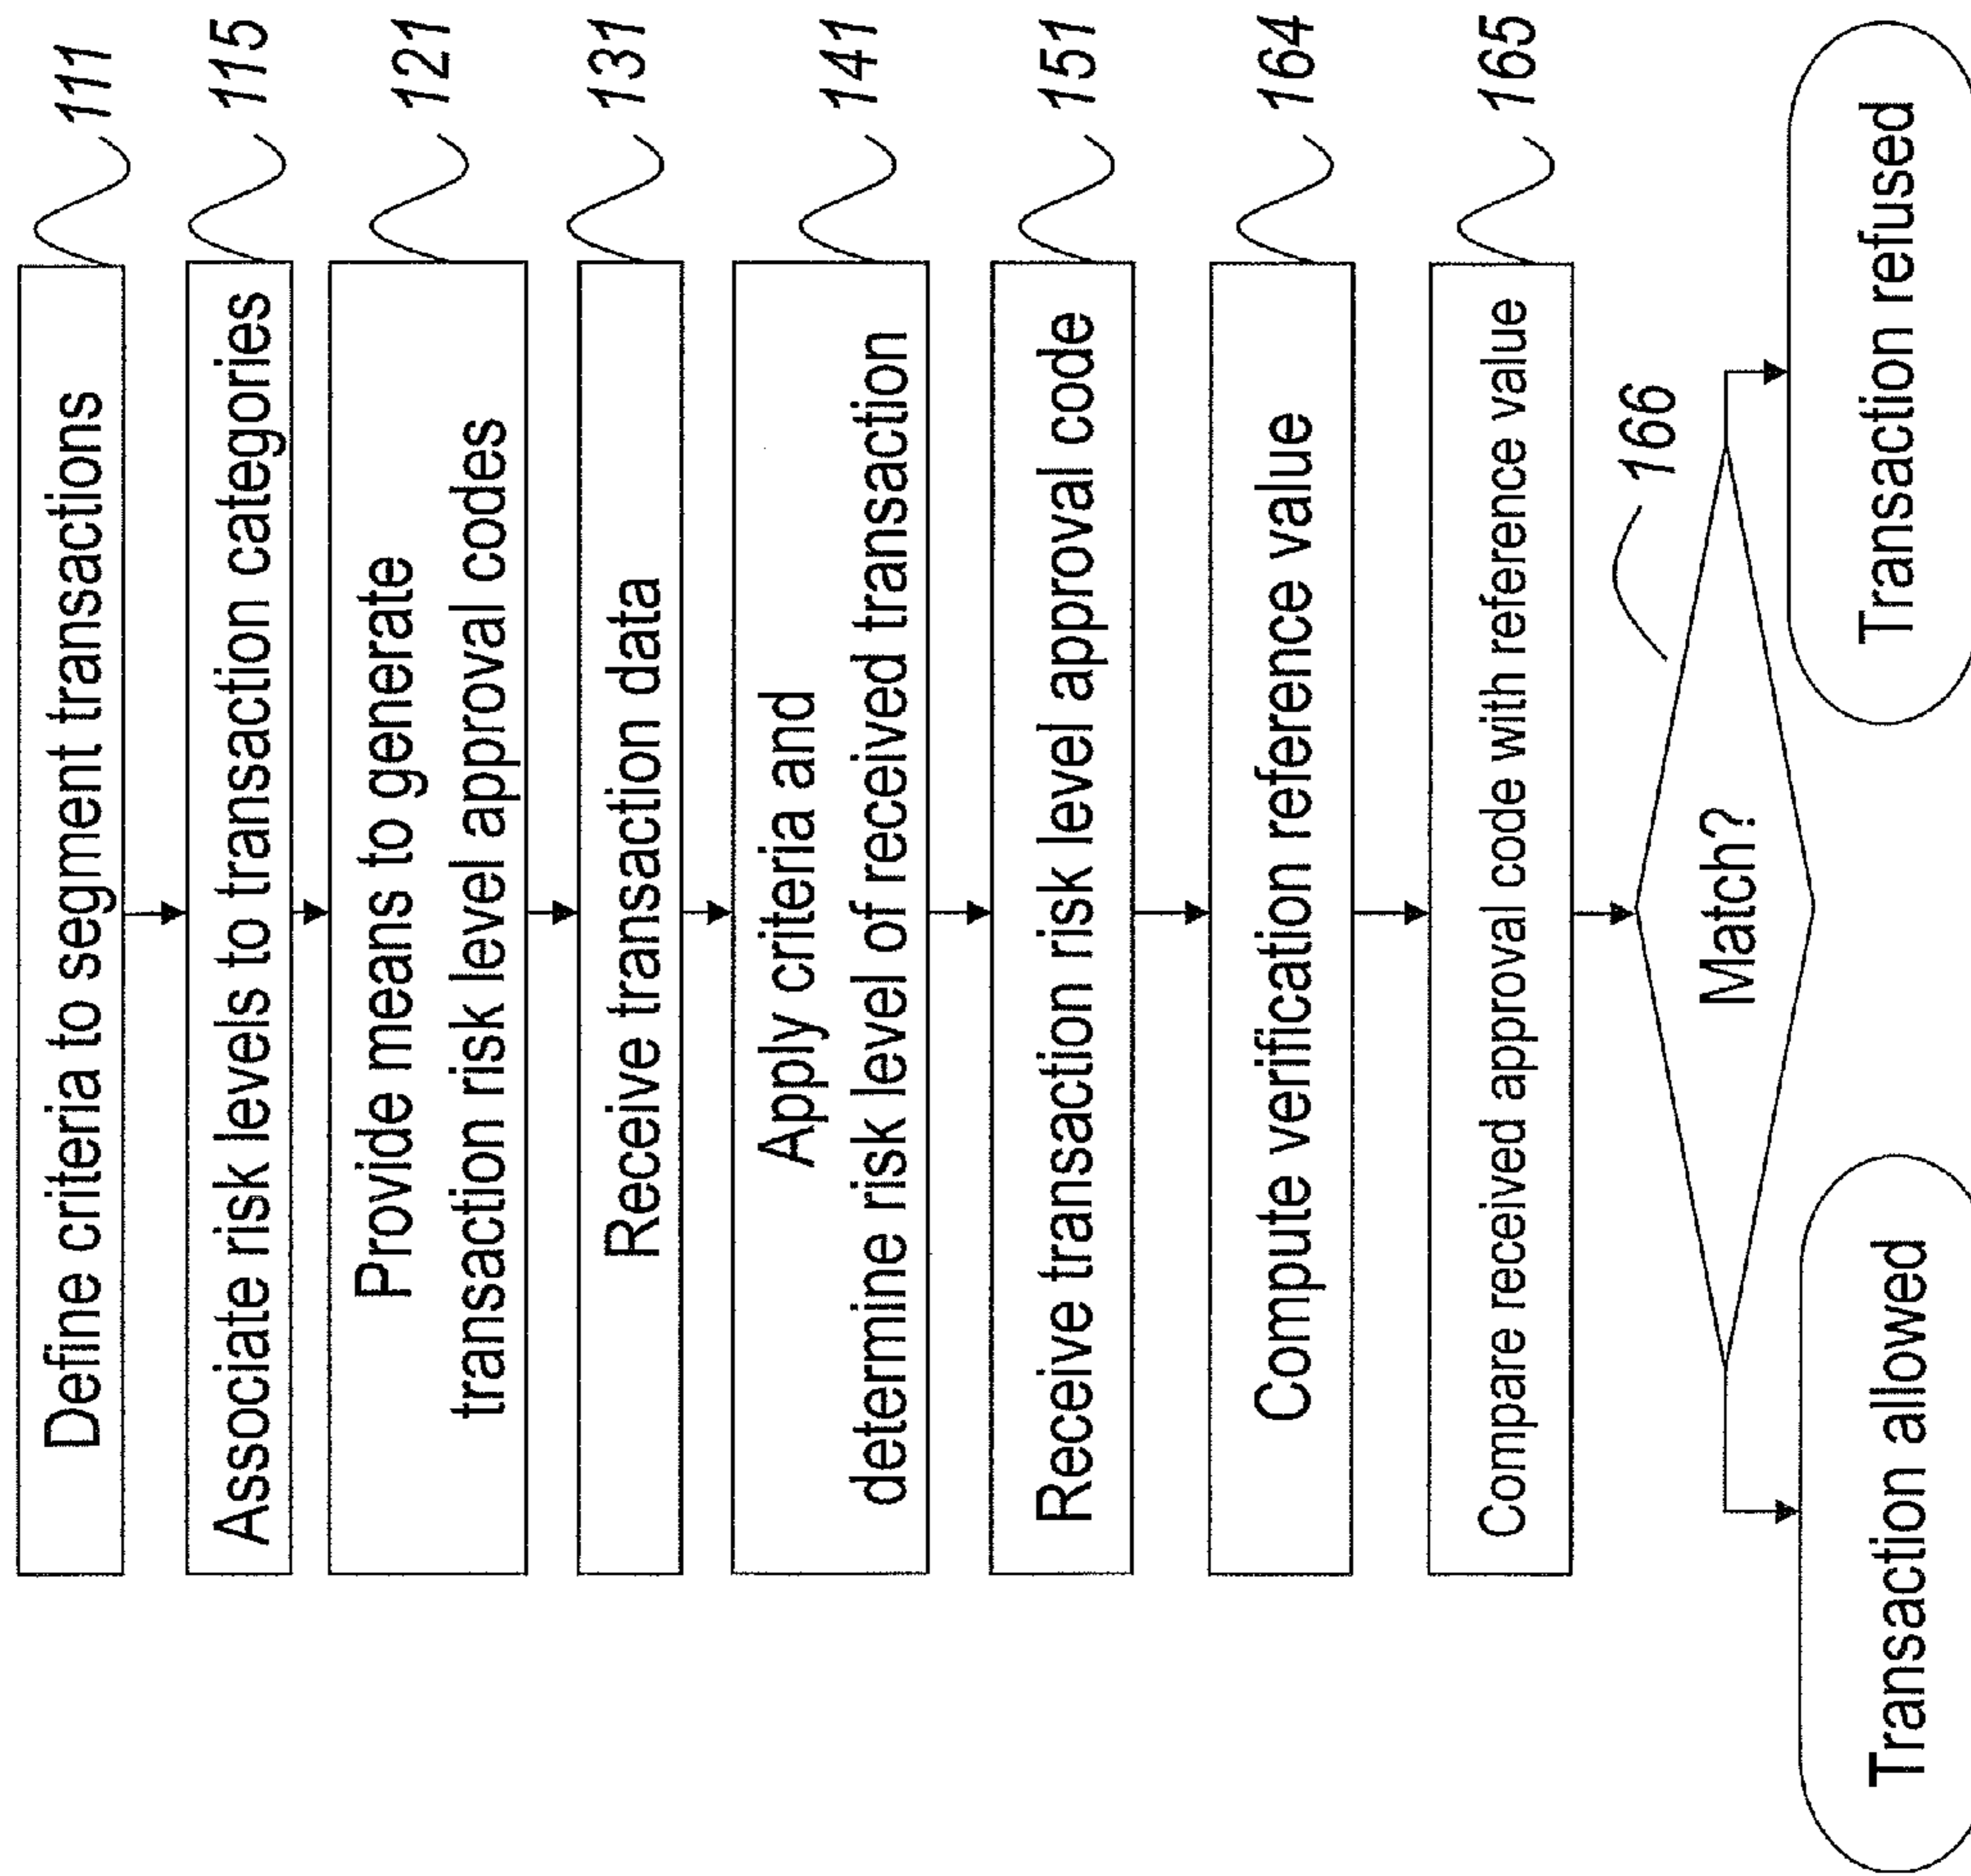 Define criteria to segment transactions
111
Associate risk levels to transaction categories
115
Provide means to generate
transaction risk level approval codes
121
Receive transaction data
131
Apply criteria and
determine risk level of received transaction
141
Receive transaction risk level approval code
151
Compute verification reference value
164
Compare received approval code with reference value
165
166
Match?
Transaction allowed
Transaction refused